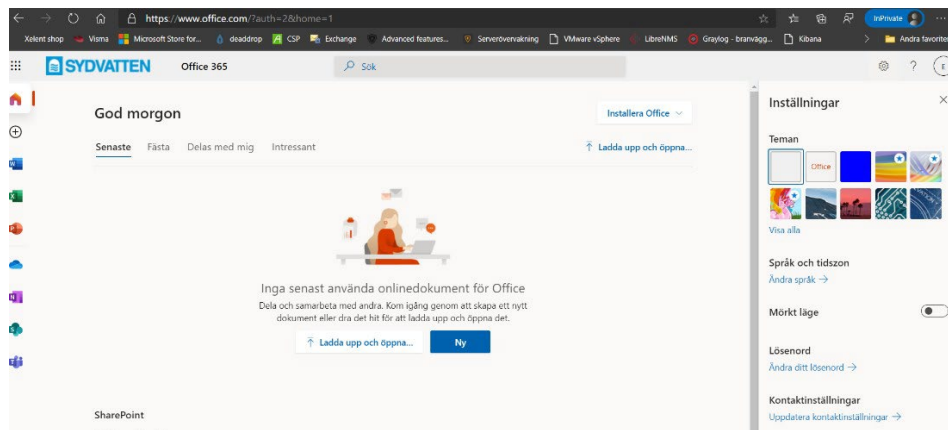 https://www.office.com/?auth=2&home=1
InPrivate
Xelent shop Visma Microsoft Store for... deaddrop CSP Exchange Advanced features... Serverövervakning VMware vSphere LibreNMS Graylog - branvägg... Kibana Andra favoriter
SYDVATTEN Office 365 Sök
God morgon
Installera Office
Senaste Fästa Delas med mig Intressant
Ladda upp och öppna...
Inga senast använda onlinedokument för Office
Dela och samarbeta med andra. Kom igång genom att skapa ett nytt
dokument eller dra det hit för att ladda upp och öppna det.
Ladda upp och öppna... Ny
SharePoint
Inställningar
Teman
Office
Visa alla
Språk och tidszon
Ändra språk →
Mörkt läge
Lösenord
Ändra ditt lösenord →
Kontaktinställningar
Uppdatera kontaktinställningar →